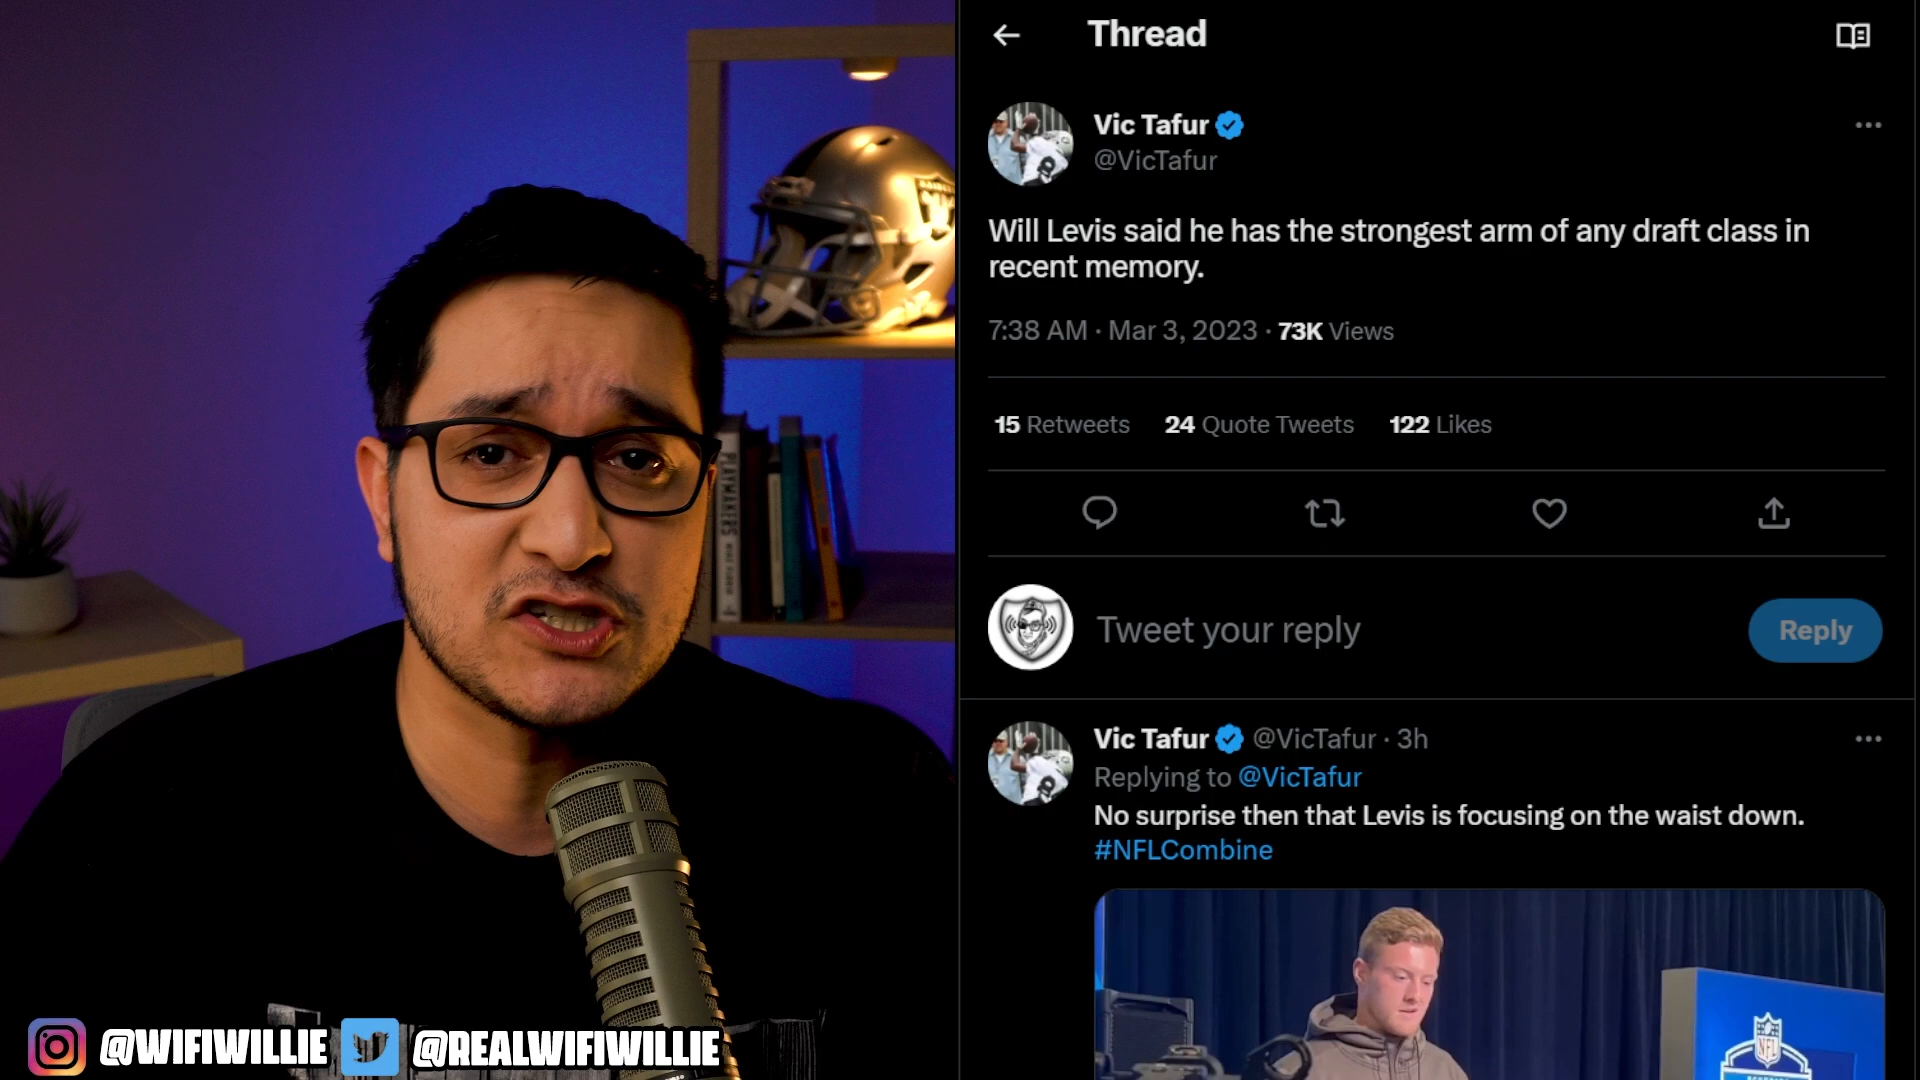 Thread
Vic Tafur
@VicTafur
Will Levis said he has the strongest arm of any draft class in
recent memory.
7:38 AM · Mar 3, 2023 · 73K Views
15 Retweets 24 Quote Tweets 122 Likes
Tweet your reply
Reply
Vic Tafur @VicTafur · 3h
Replying to @VicTafur
No surprise then that Levis is focusing on the waist down.
#NFLCombine
NFL
RAIDERS
PLAYMAKERS
@WIFIWILLIE
@REALWIFIWILLIE